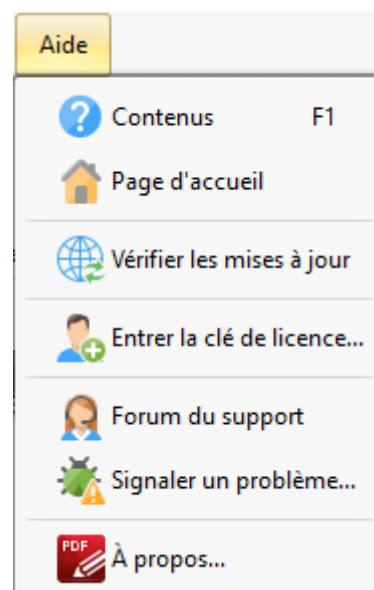 Aide
Contenus F1
Page d'accueil
Vérifier les mises à jour
Entrer la clé de licence...
Forum du support
Signaler un problème...
PDF À propos...